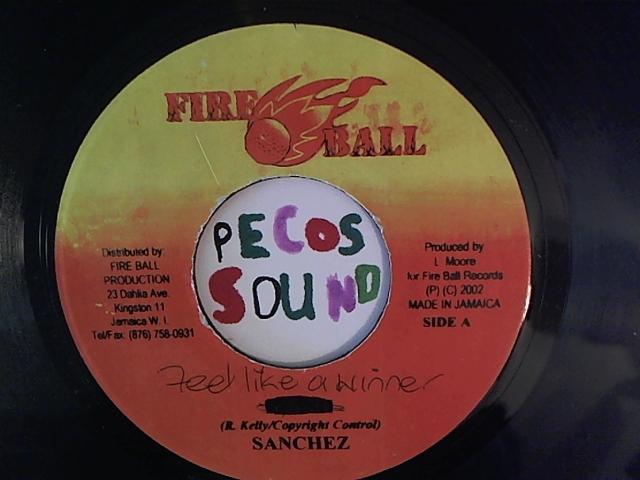 FIRE
BALL
PECOS
SOUND
Distributed by:
FIRE BALL
PRODUCTION
23 Dahlia Ave.
Kingston 11
Jamaica W. I.
Tel/Fax: (876) 758-0931
Produced by
I. Moore
for Fire Ball Records
(P) (C) 2002
MADE IN JAMAICA
SIDE A
Feel like a winner
(R. Kelly/Copyright Control)
SANCHEZ